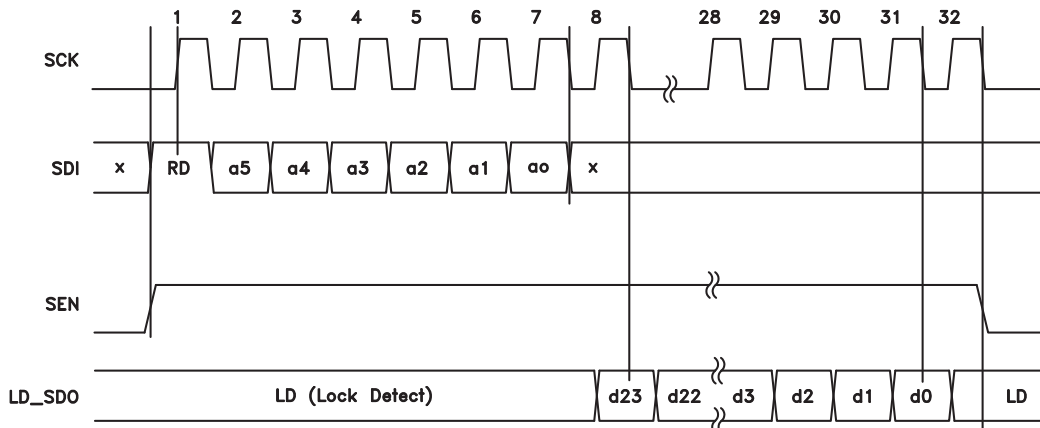 1 2 3 4 5 6 7 8 28 29 30 31 32
SCK
SDI x RD a5 a4 a3 a2 a1 ao x
SEN
LD_SDO LD (Lock Detect) d23 d22 d3 d2 d1 d0 LD